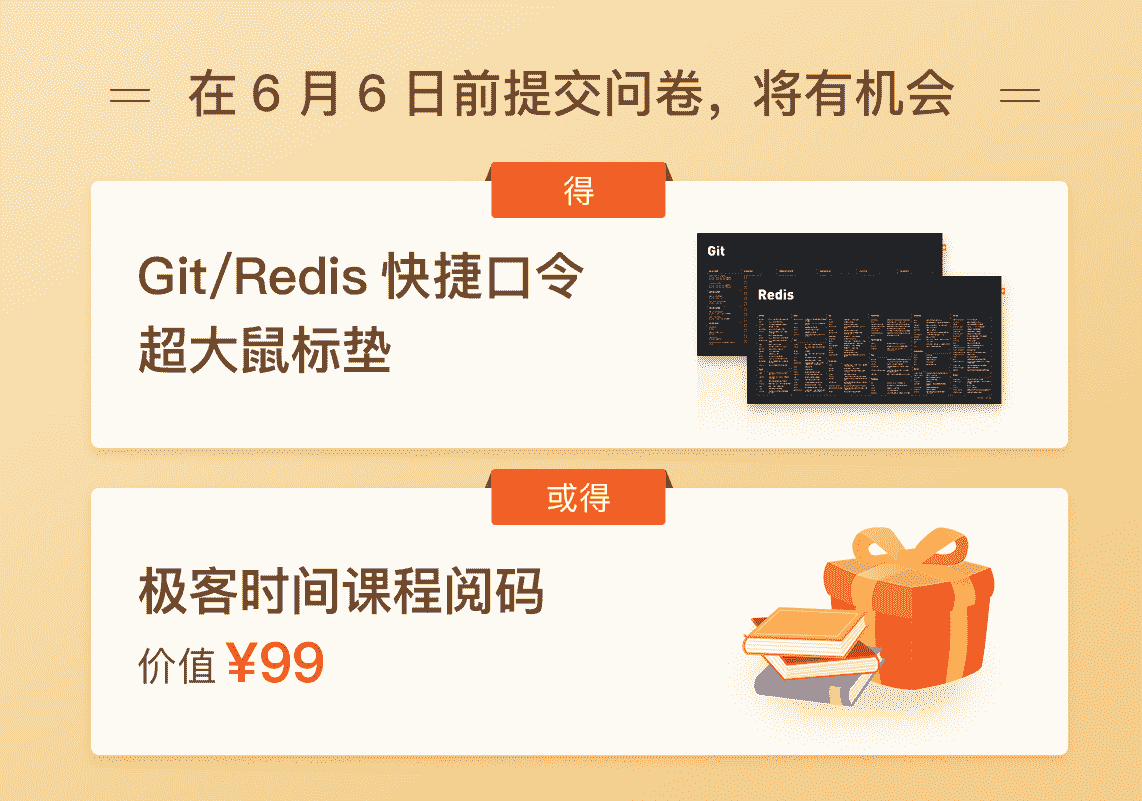 在 6 月 6 日前提交问卷，将有机会
得
Git/Redis 快捷口令
超大鼠标垫
Git
Redis
或得
极客时间课程阅码
价值 ¥99